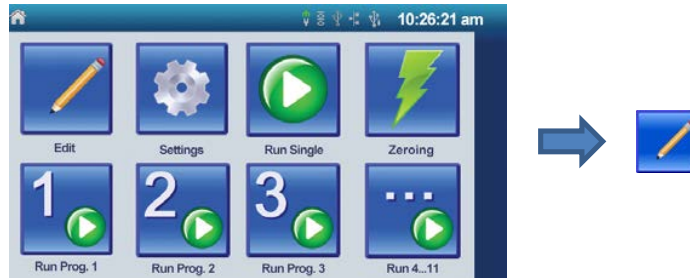 10:26:21 am
Edit Settings Run Single Zeroing
1 2 3 ...
Run Prog. 1 Run Prog. 2 Run Prog. 3 Run 4...11